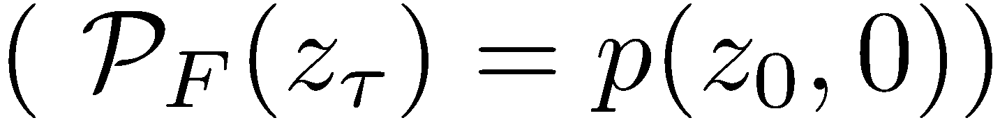 ( \mathcal{P}_F(z_\tau) = p(z_0, 0))